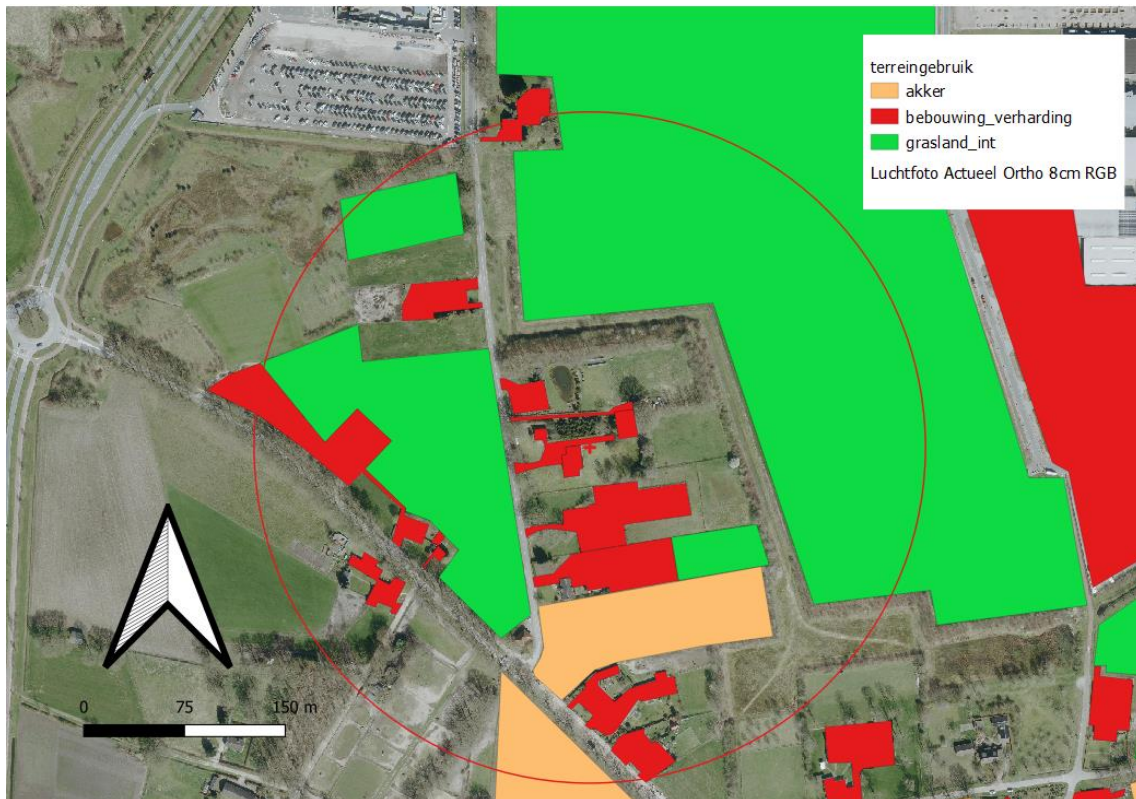 terreingebruik
akker
bebouwing_verharding
grasland_int
Luchtfoto Actueel Ortho 8cm RGB
0 75 150 m